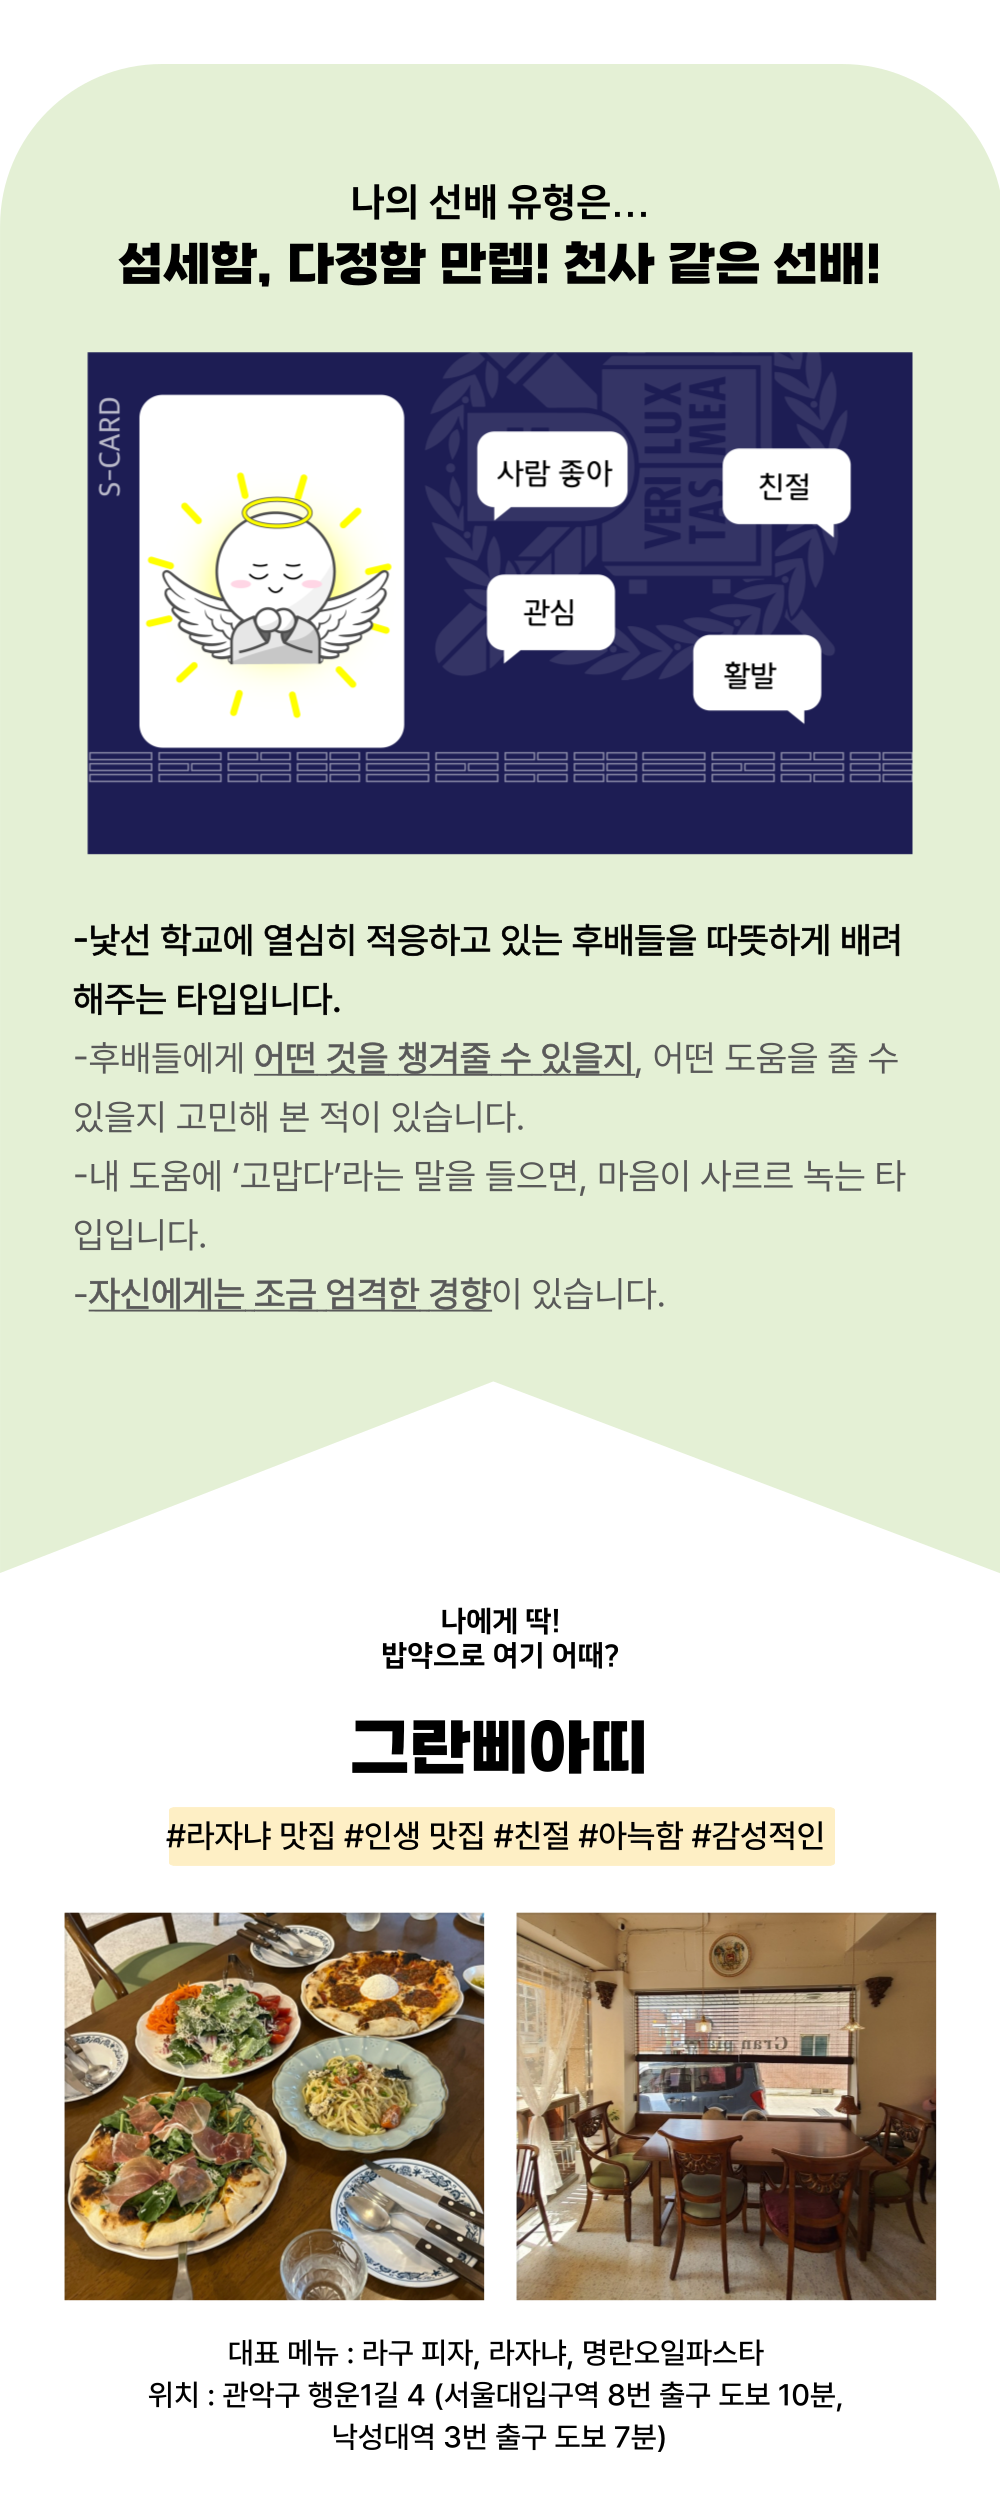 나의 선배 유형은...
섬세함, 다정함 만렙! 천사 같은 선배!
S-CARD
VERI LUX
TAS MEA
사람 좋아
친절
관심
활발
-낯선 학교에 열심히 적응하고 있는 후배들을 따뜻하게 배려
해주는 타입입니다.
-후배들에게 어떤 것을 챙겨줄 수 있을지, 어떤 도움을 줄 수
있을지 고민해 본 적이 있습니다.
-내 도움에 ‘고맙다’라는 말을 들으면, 마음이 사르르 녹는 타
입입니다.
-자신에게는 조금 엄격한 경향이 있습니다.
나에게 딱!
밥약으로 여기 어때?
그란삐아띠
#라자냐 맛집 #인생 맛집 #친절 #아늑함 #감성적인
대표 메뉴 : 라구 피자, 라자냐, 명란오일파스타
위치 : 관악구 행운1길 4 (서울대입구역 8번 출구 도보 10분,
낙성대역 3번 출구 도보 7분)